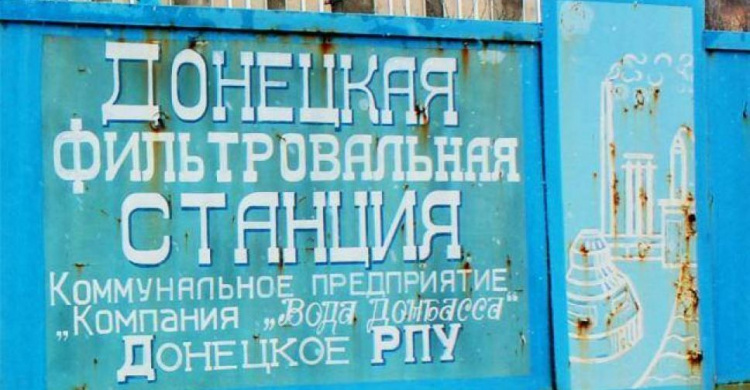 ДОНЕЦКАЯ
ФИЛЬТРОВАЛЬНАЯ
СТАНЦИЯ
КОММУНАЛЬНОЕ ПРЕДПРИЯТИЕ
„КОМПАНИЯ „ВОДА ДОНБАССА"
ДОНЕЦКОЕ РПУ